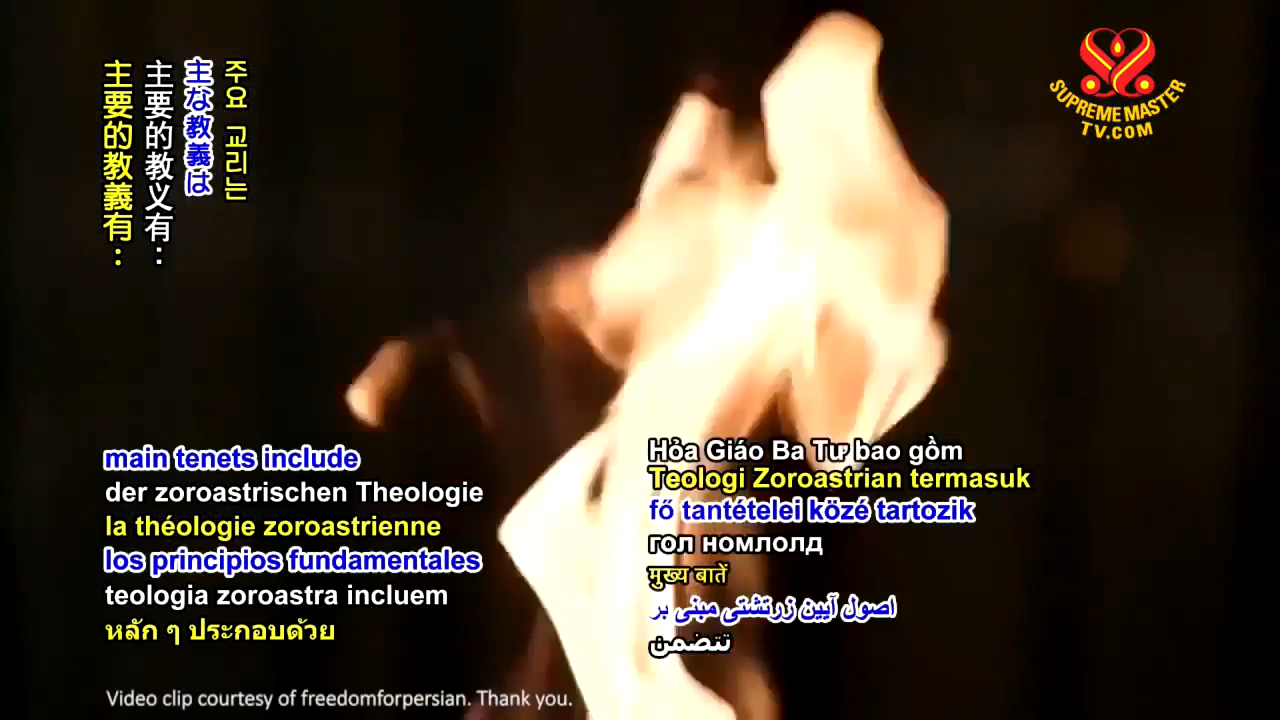 주요 교리는
主な教義は
主要的教义有：
主要的教義有：
SUPREME MASTER
TV.COM
main tenets include
der zoroastrischen Theologie
la théologie zoroastrienne
los principios fundamentales
teologia zoroastra incluem
หลัก ๆ ประกอบด้วย
Hỏa Giáo Ba Tư bao gồm
Teologi Zoroastrian termasuk
fő tantételei közé tartozik
гол номлолд
मुख्य बातें
اصول آیین زرتشتی مبنی بر
تتضمن
Video clip courtesy of freedomforpersian. Thank you.